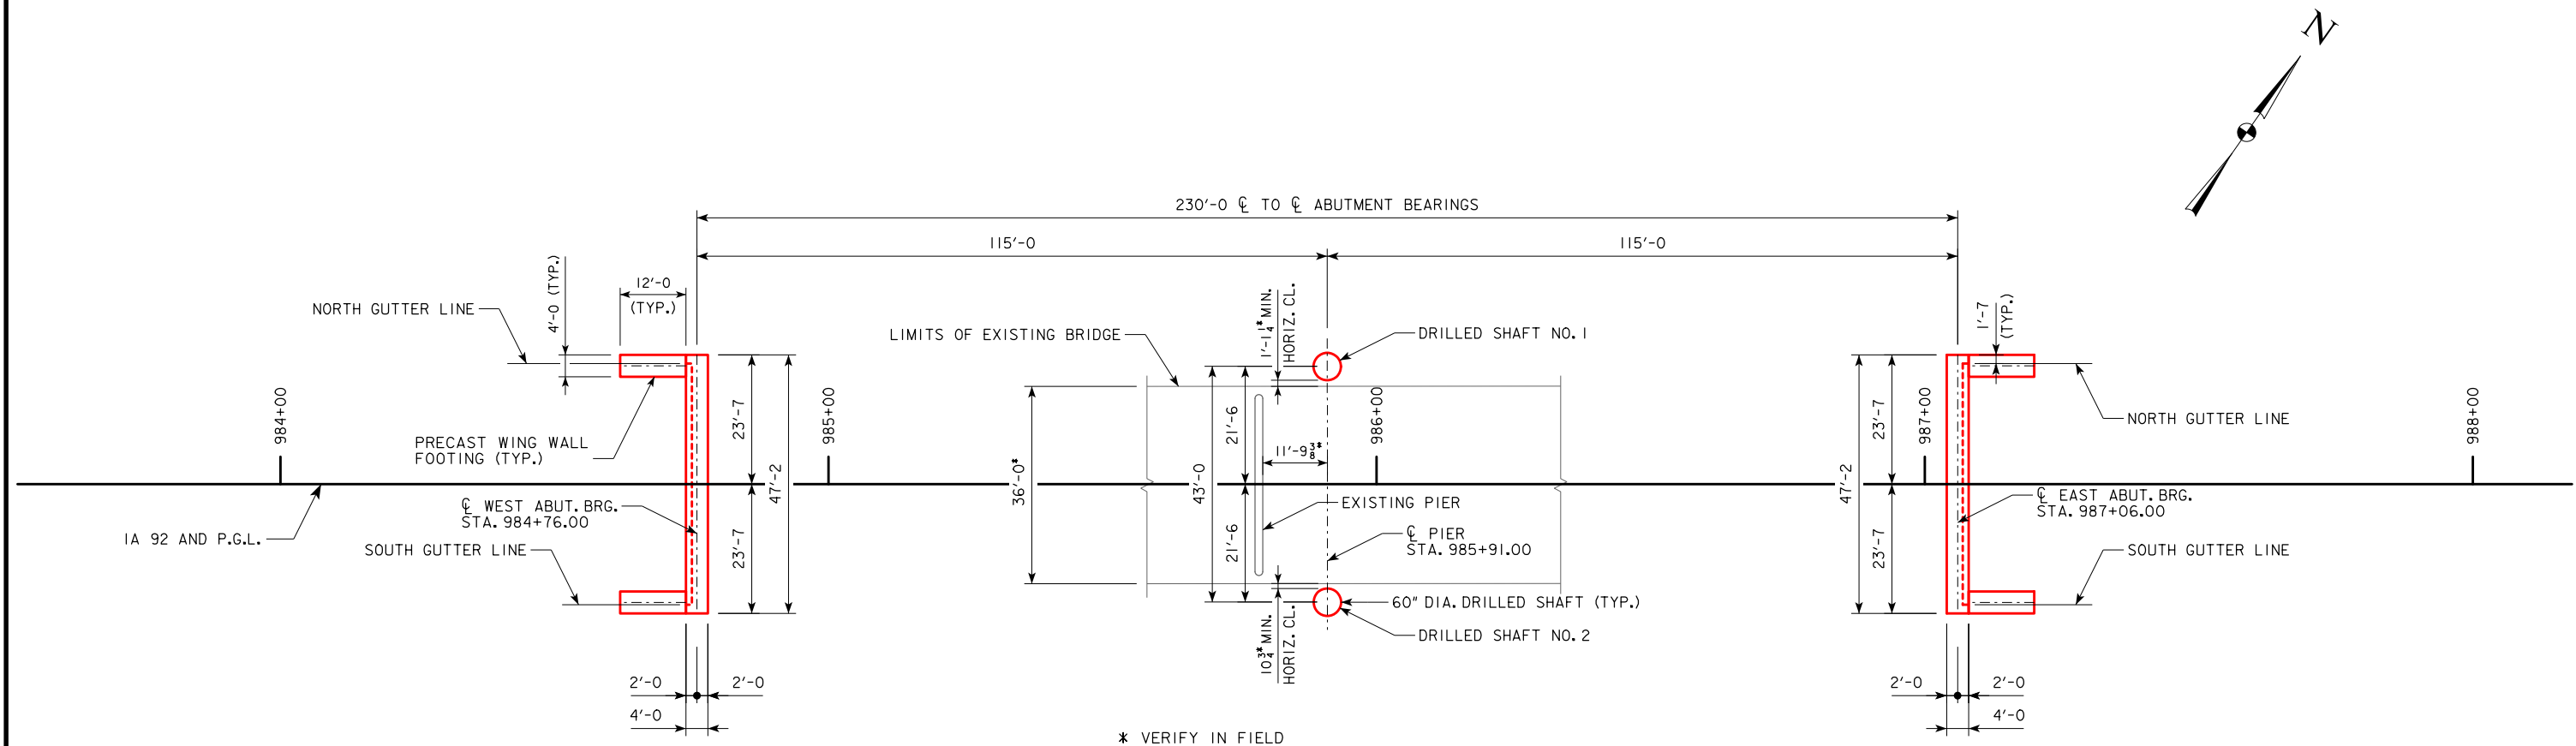 N
230'-0 ℄ TO ℄ ABUTMENT BEARINGS
115'-0
115'-0
4'-0 (TYP.)
12'-0
(TYP.)
NORTH GUTTER LINE
LIMITS OF EXISTING BRIDGE
1'-1 1/4* MIN.
HORIZ. CL.
DRILLED SHAFT NO. 1
1'-7
(TYP.)
984+00
23'-7
47'-2
985+00
36'-0*
43'-0
21'-6
11'-9 3/8*
986+00
47'-2
23'-7
987+00
NORTH GUTTER LINE
988+00
PRECAST WING WALL
FOOTING (TYP.)
℄ WEST ABUT. BRG.
STA. 984+76.00
IA 92 AND P.G.L.
SOUTH GUTTER LINE
23'-7
21'-6
EXISTING PIER
℄ PIER
STA. 985+91.00
23'-7
℄ EAST ABUT. BRG.
STA. 987+06.00
SOUTH GUTTER LINE
60" DIA. DRILLED SHAFT (TYP.)
DRILLED SHAFT NO. 2
10 3/4* MIN.
HORIZ. CL.
2'-0
2'-0
4'-0
2'-0
2'-0
4'-0
* VERIFY IN FIELD